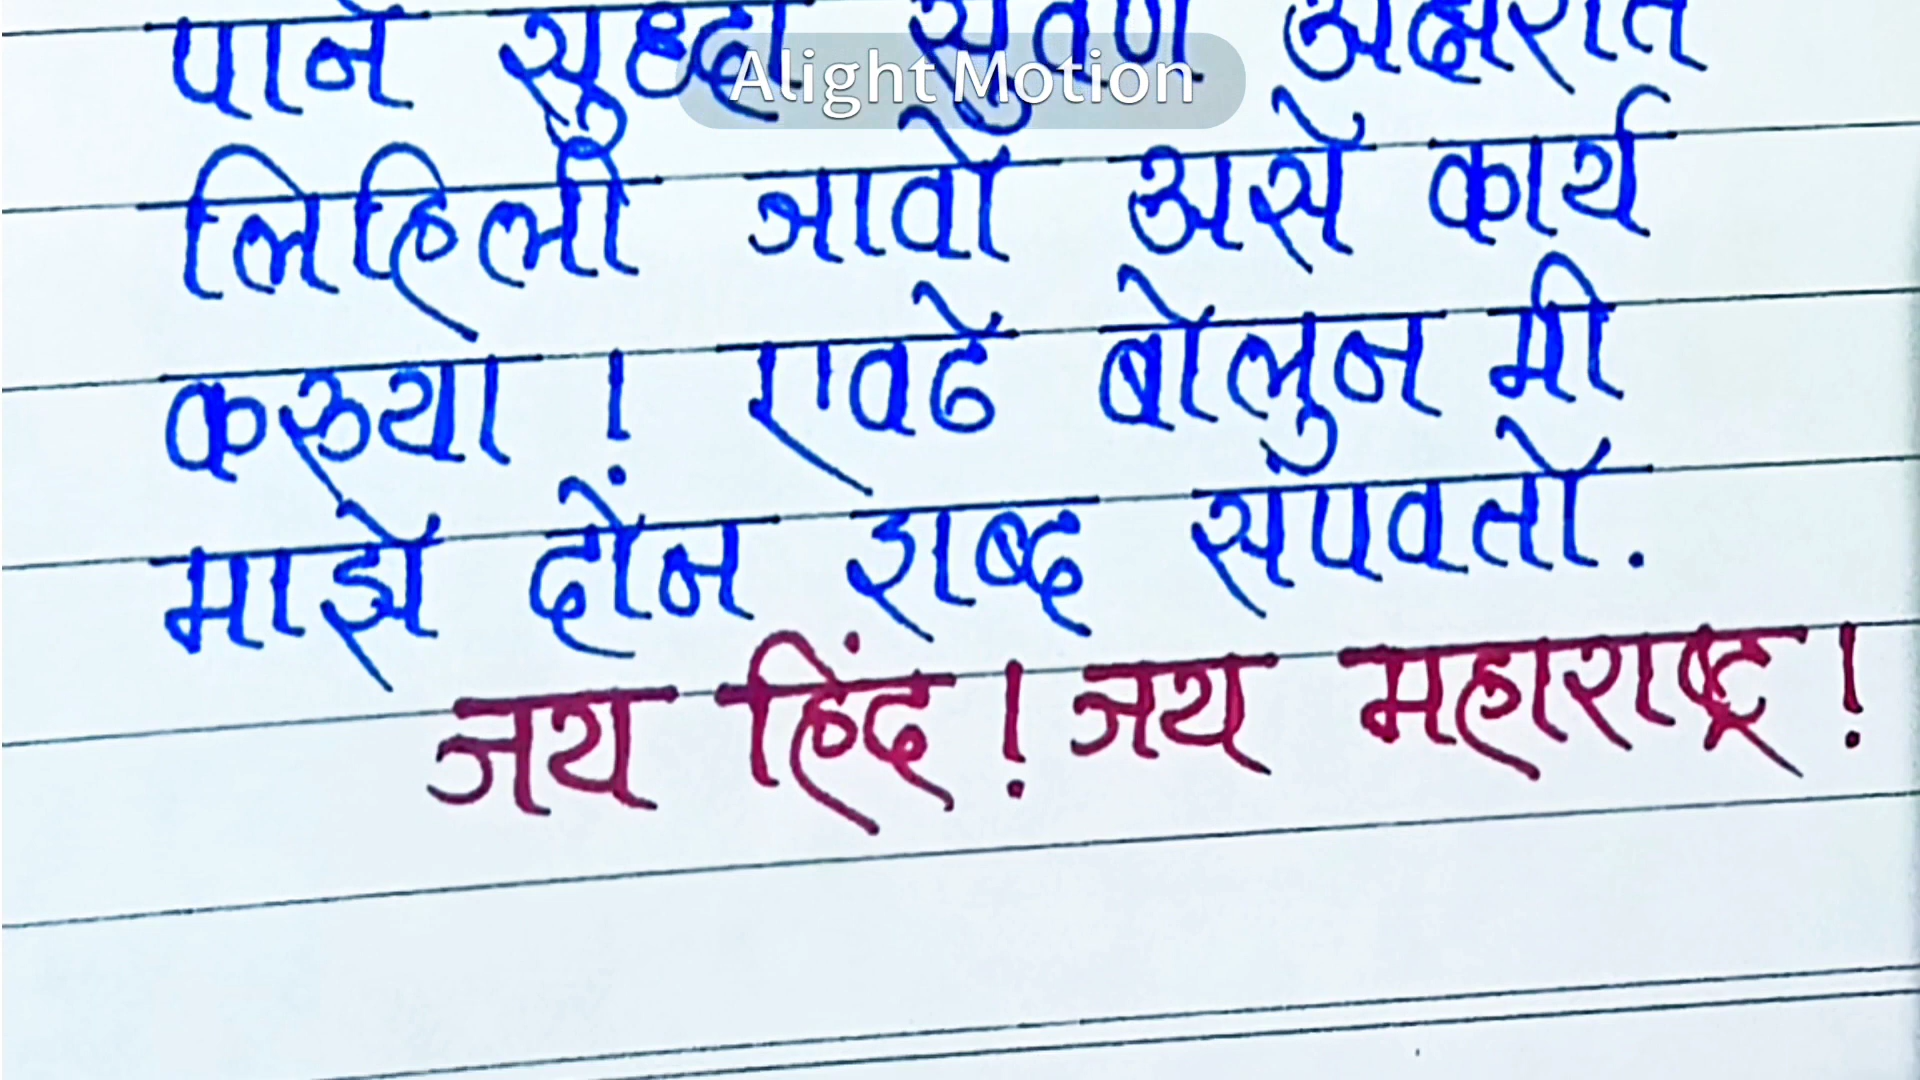 पाने सुध्दा सुवर्ण अक्षरात
Alight Motion
लिहिली जावो असे कार्य
करुया ! एवढे बोलुन मी
माझे दोन शब्द संपवतो.
जय हिंद ! जय महाराष्ट्र !